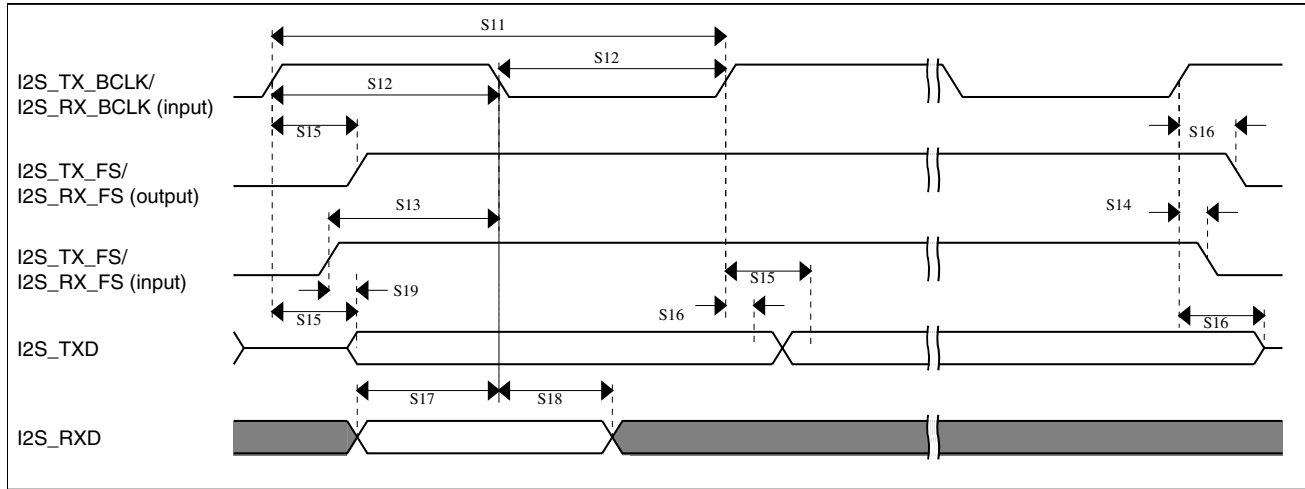 S11
I2S_TX_BCLK/
I2S_RX_BCLK (input)
S12
S12
S15
S16
I2S_TX_FS/
I2S_RX_FS (output)
S13
S14
I2S_TX_FS/
I2S_RX_FS (input)
S15
S19
S15
S16
S16
I2S_TXD
S17
S18
I2S_RXD